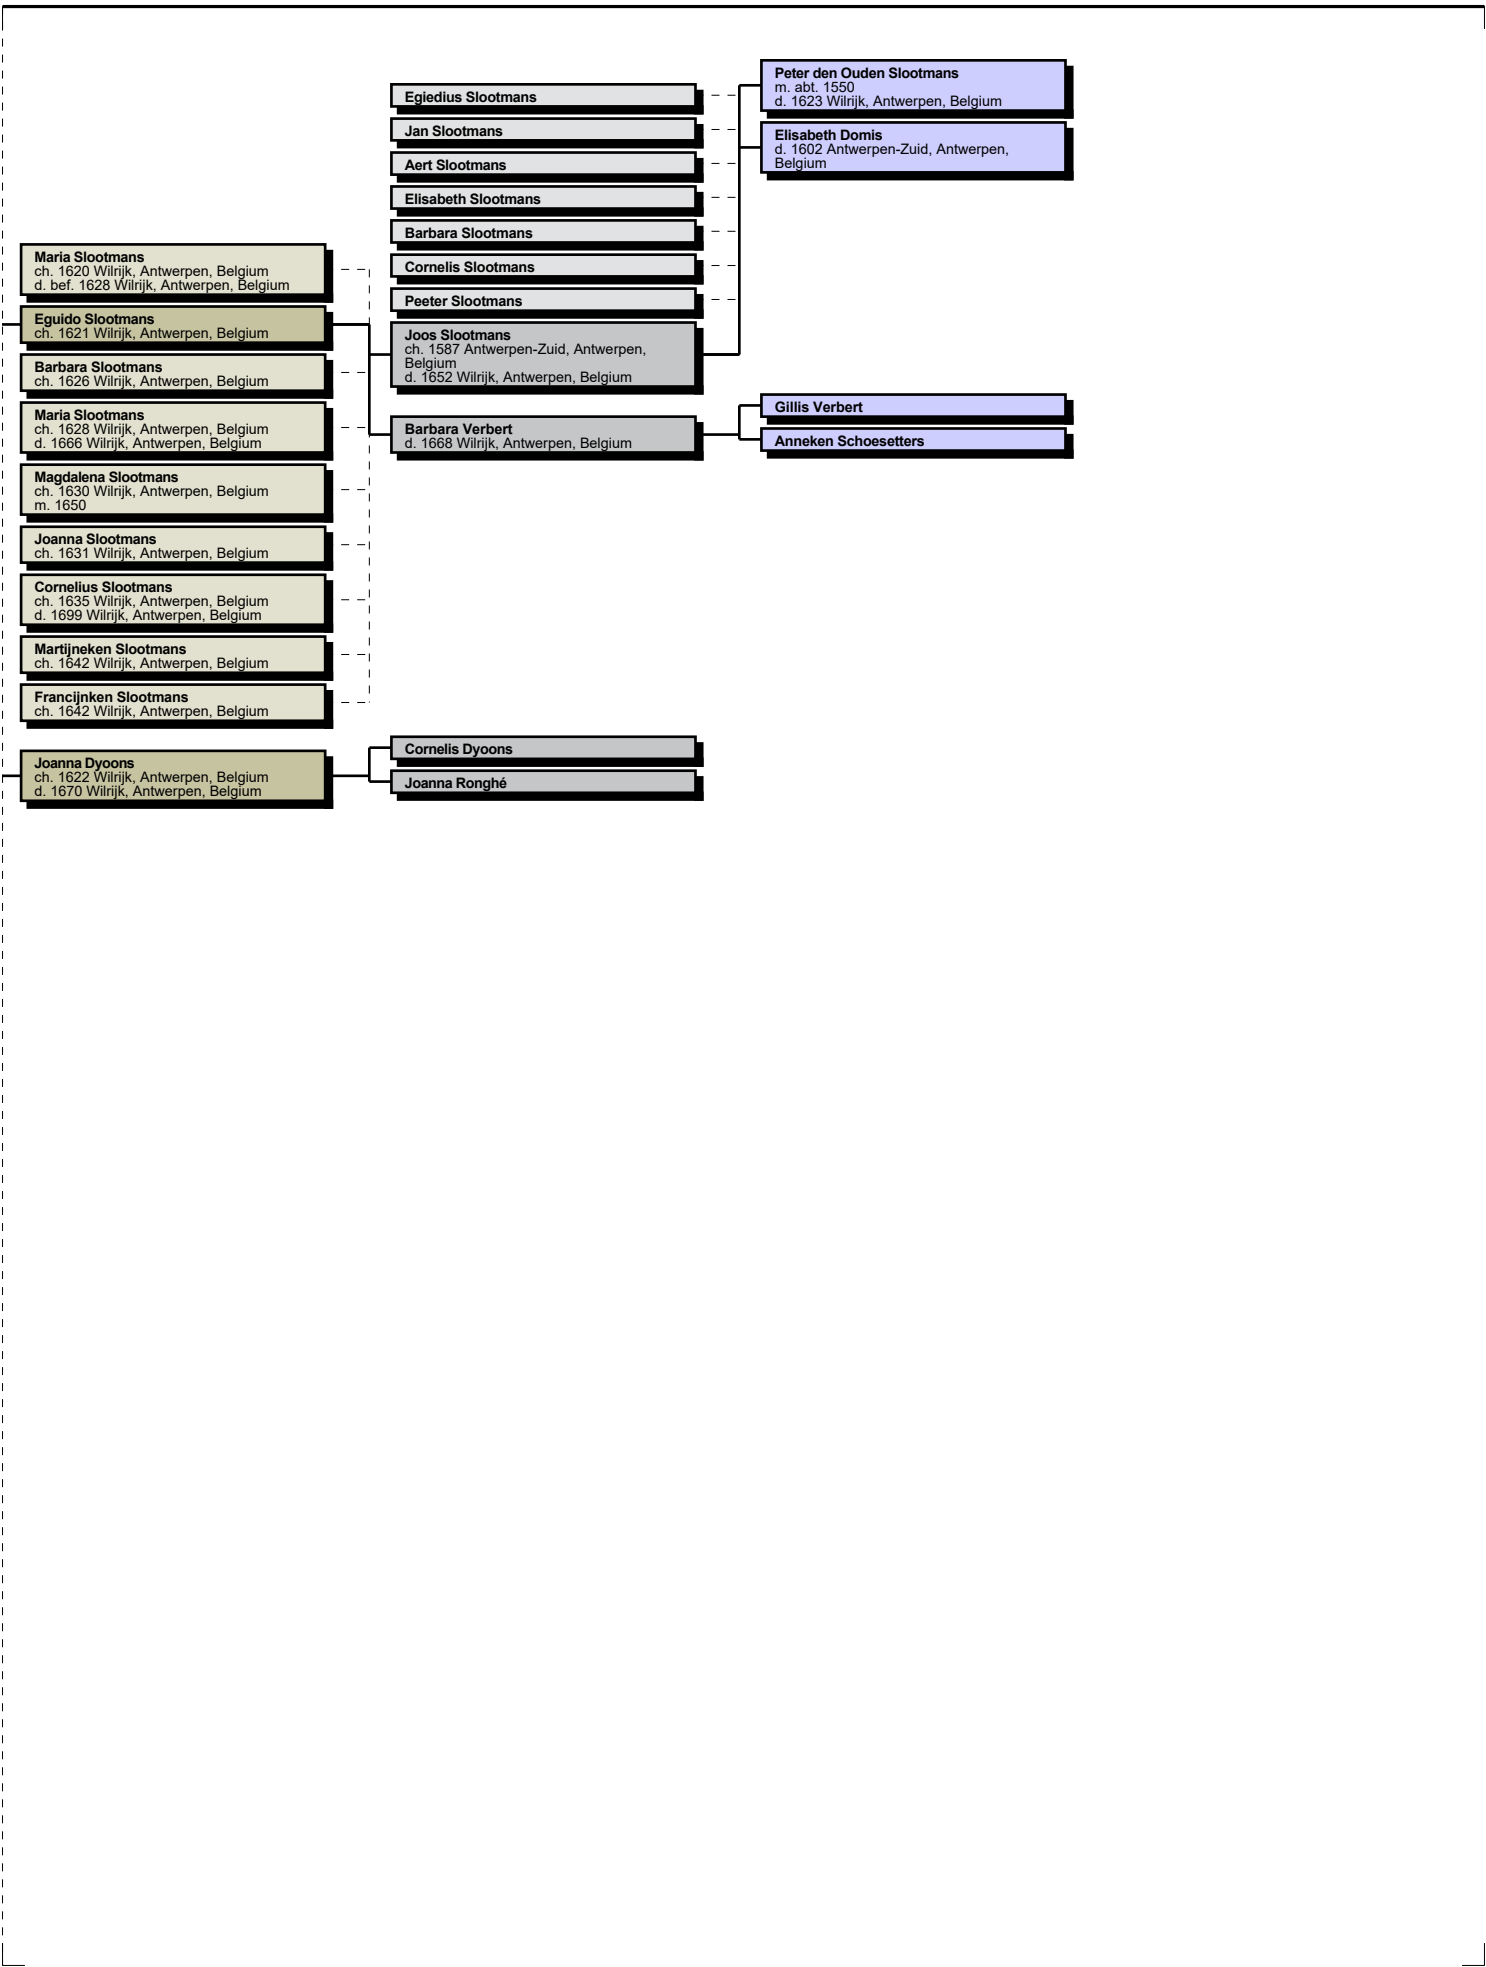 Maria Slootmans
ch. 1620 Wilrijk, Antwerpen, Belgium
d. bef. 1628 Wilrijk, Antwerpen, Belgium
Eguido Slootmans
ch. 1621 Wilrijk, Antwerpen, Belgium
Barbara Slootmans
ch. 1626 Wilrijk, Antwerpen, Belgium
Maria Slootmans
ch. 1628 Wilrijk, Antwerpen, Belgium
d. 1666 Wilrijk, Antwerpen, Belgium
Magdalena Slootmans
ch. 1630 Wilrijk, Antwerpen, Belgium
m. 1650
Joanna Slootmans
ch. 1631 Wilrijk, Antwerpen, Belgium
Cornelius Slootmans
ch. 1635 Wilrijk, Antwerpen, Belgium
d. 1699 Wilrijk, Antwerpen, Belgium
Martijneken Slootmans
ch. 1642 Wilrijk, Antwerpen, Belgium
Francijnken Slootmans
ch. 1642 Wilrijk, Antwerpen, Belgium
Joanna Dyoons
ch. 1622 Wilrijk, Antwerpen, Belgium
d. 1670 Wilrijk, Antwerpen, Belgium
Egiedius Slootmans
Jan Slootmans
Aert Slootmans
Elisabeth Slootmans
Barbara Slootmans
Cornelis Slootmans
Peeter Slootmans
Joos Slootmans
ch. 1587 Antwerpen-Zuid, Antwerpen,
Belgium
d. 1652 Wilrijk, Antwerpen, Belgium
Barbara Verbert
d. 1668 Wilrijk, Antwerpen, Belgium
Cornelis Dyoons
Joanna Ronghé
Peter den Ouden Slootmans
m. abt. 1550
d. 1623 Wilrijk, Antwerpen, Belgium
Elisabeth Domis
d. 1602 Antwerpen-Zuid, Antwerpen,
Belgium
Gillis Verbert
Anneken Schoesetters